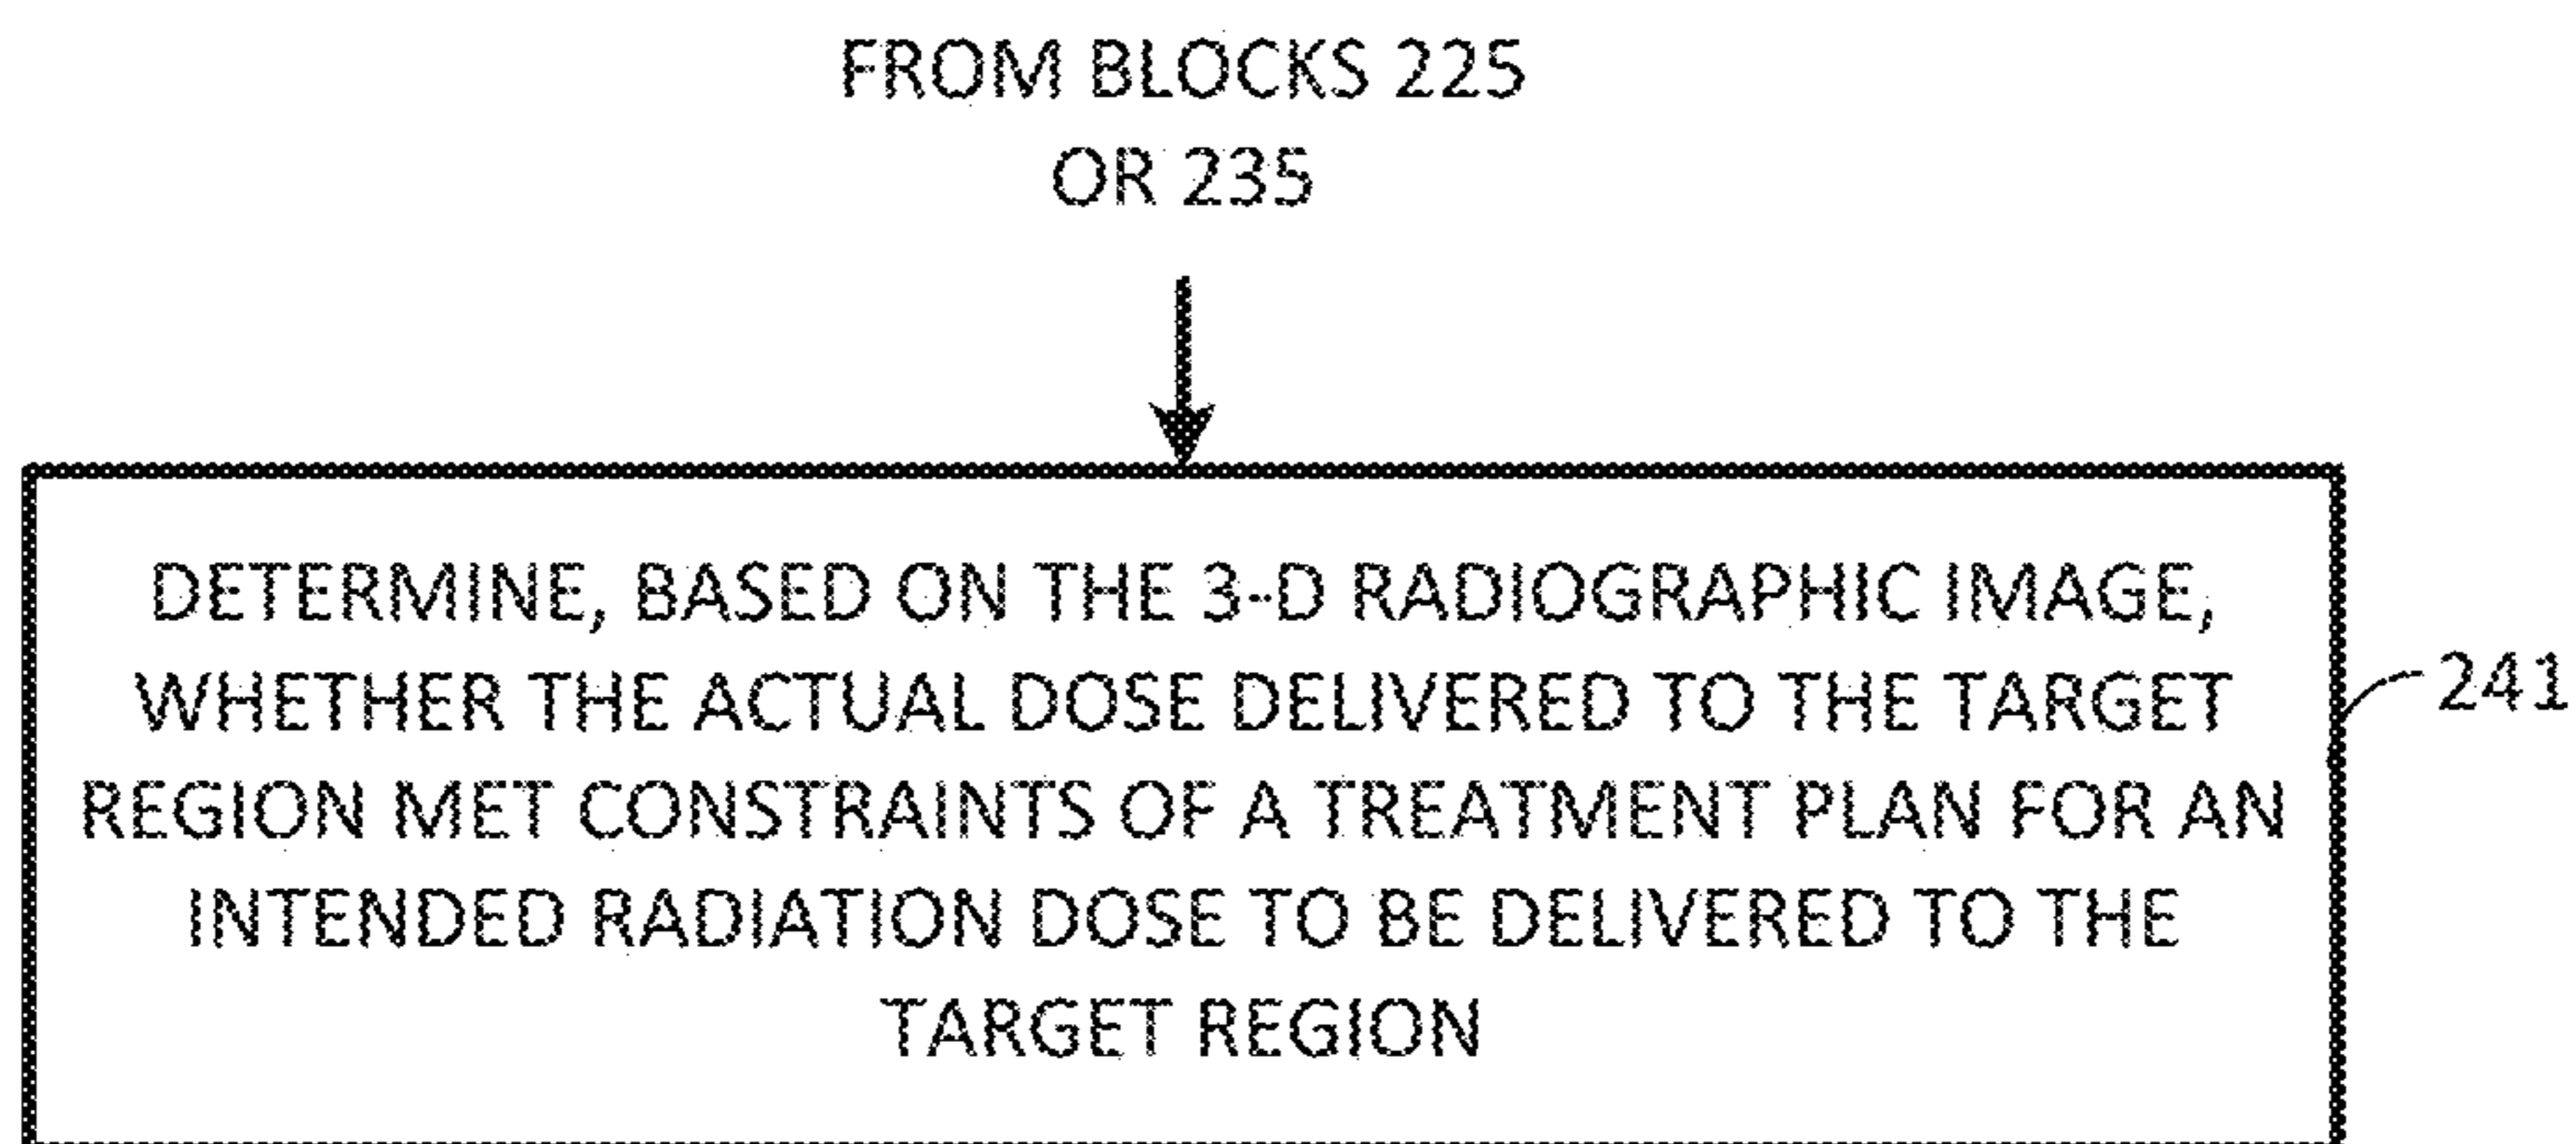 FROM BLOCKS 225
OR 235
DETERMINE, BASED ON THE 3-D RADIOGRAPHIC IMAGE,
WHETHER THE ACTUAL DOSE DELIVERED TO THE TARGET
REGION MET CONSTRAINTS OF A TREATMENT PLAN FOR AN
INTENDED RADIATION DOSE TO BE DELIVERED TO THE
TARGET REGION
241